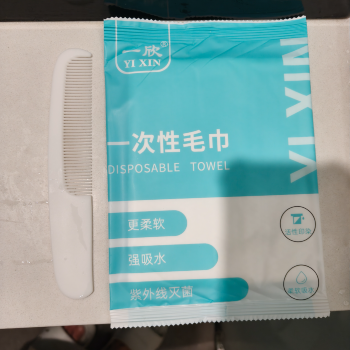 一欣®
YI XIN
YI XIN
一次性毛巾
DISPOSABLE TOWEL
更柔软
强吸水
紫外线灭菌